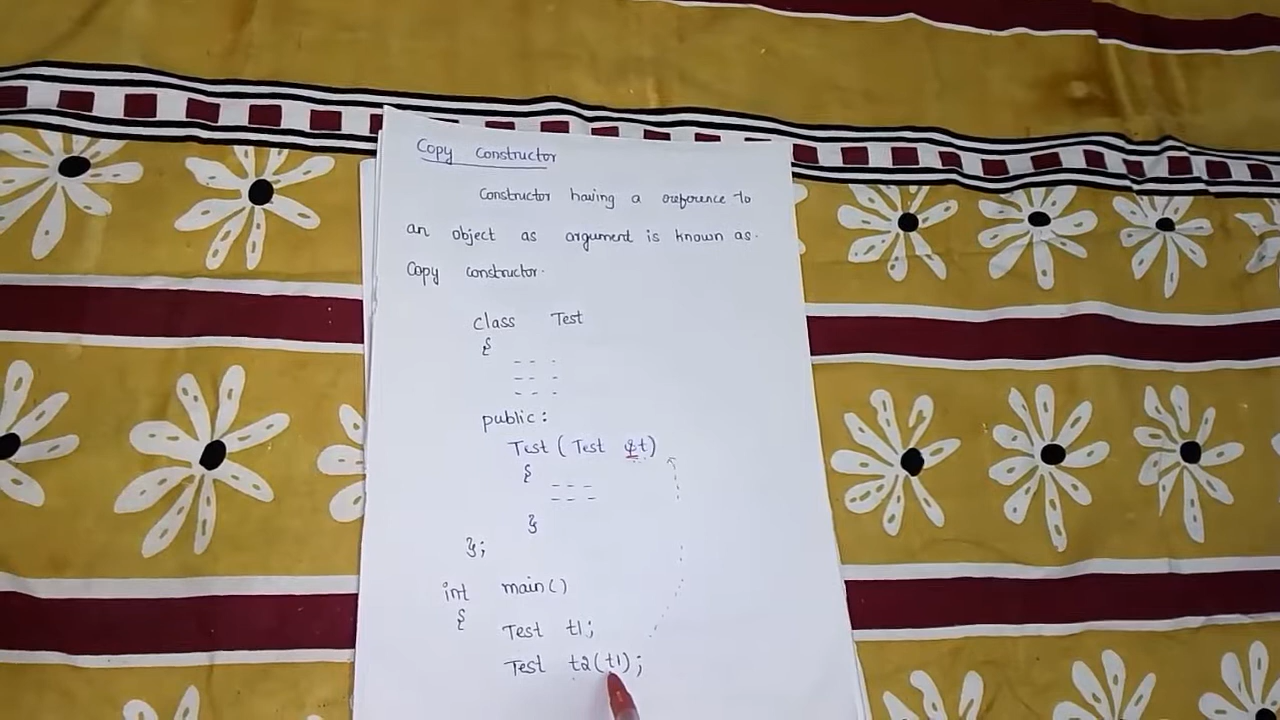 Copy Constructor
Constructor having a reference to
an object as argument is known as.
Copy constructor.
class Test
{
-- -
-- -
-- -
public:
Test (Test &t)
{
---
---
}
};
int main()
{
Test t1;
Test t2(t1);